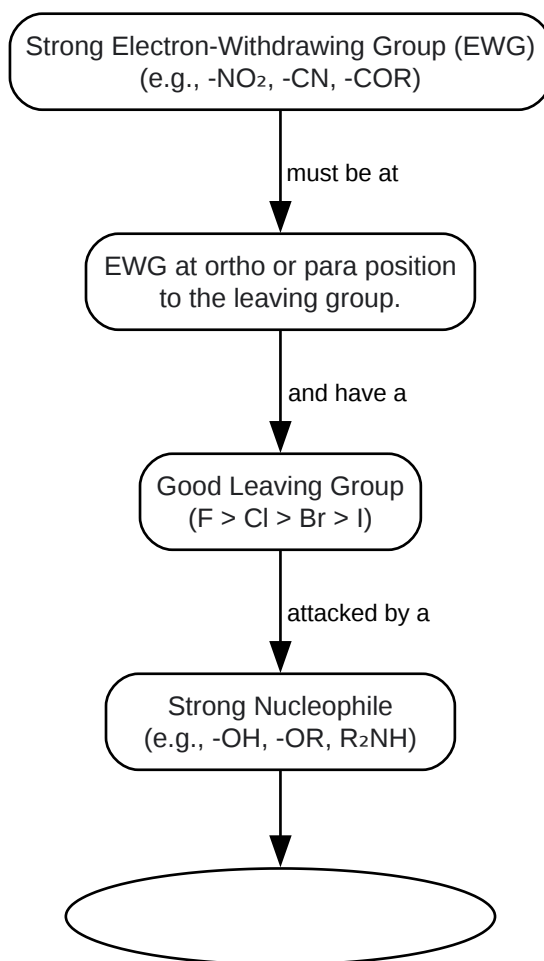 Strong Electron-Withdrawing Group (EWG)
(e.g., -NO₂, -CN, -COR)
must be at
EWG at ortho or para position
to the leaving group.
and have a
Good Leaving Group
(F > Cl > Br > I)
attacked by a
Strong Nucleophile
(e.g., -OH, -OR, R₂NH)